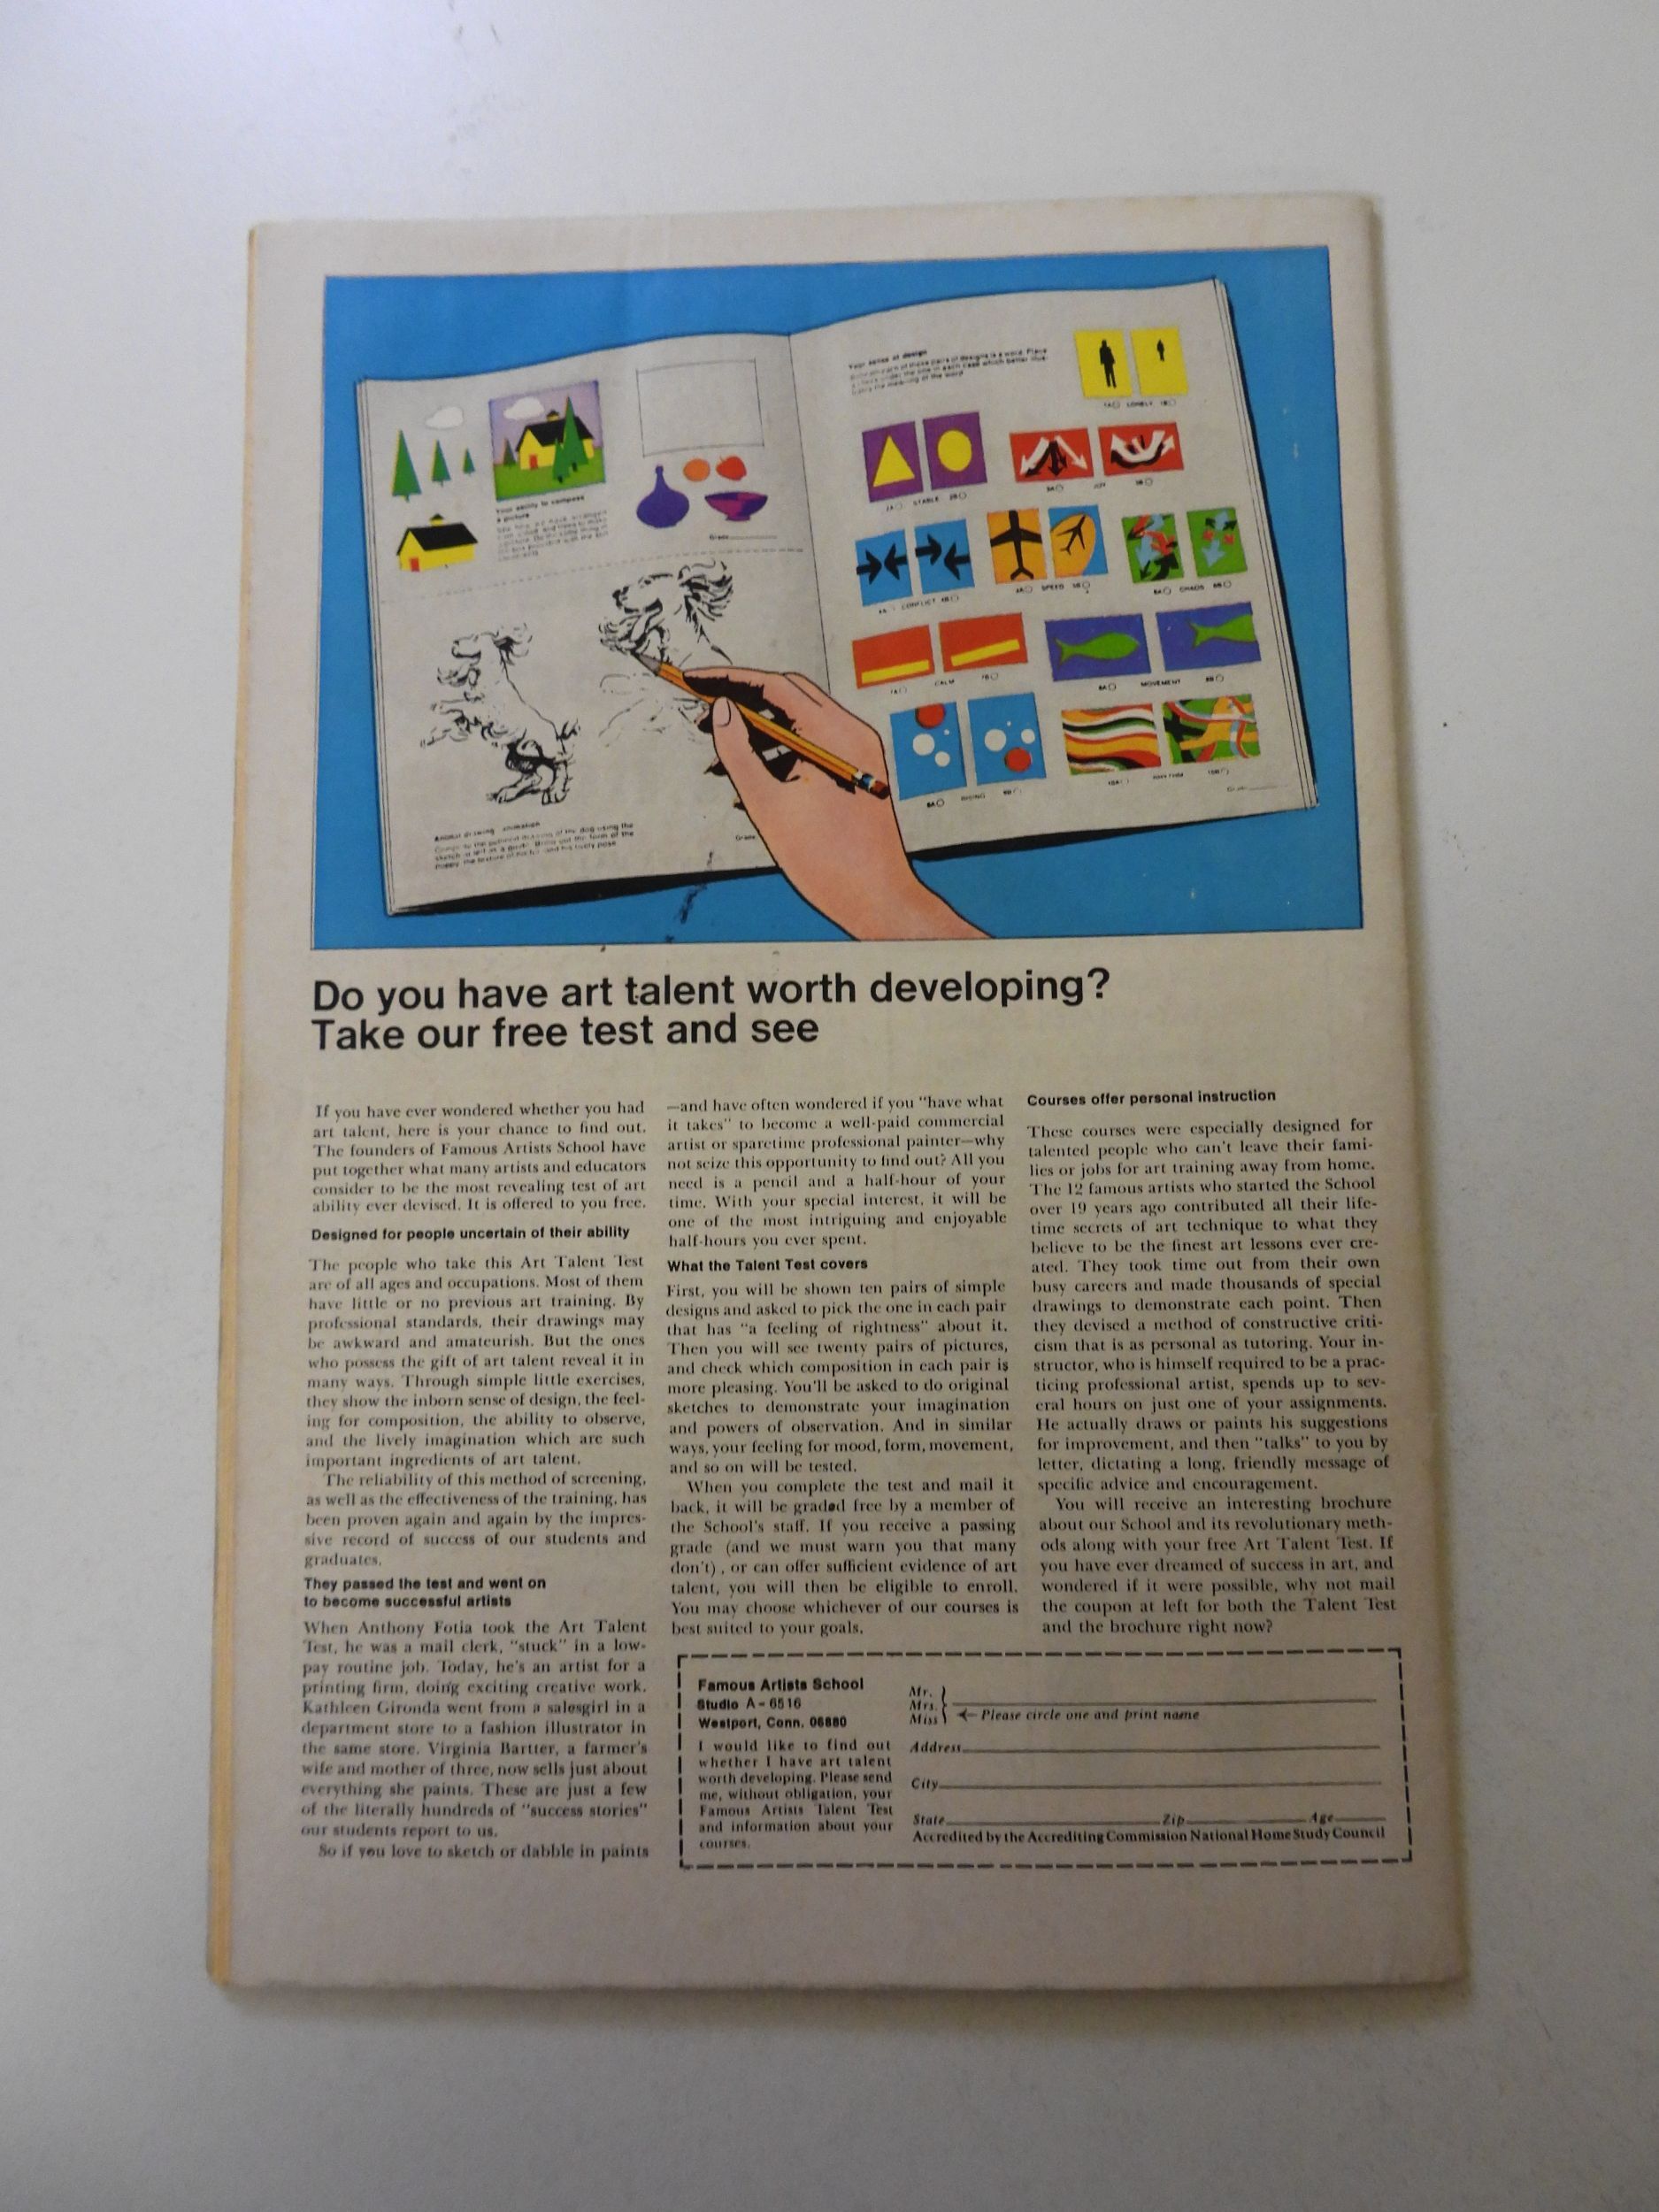 Your ability to compose
a picture
Grade
Your sense of design
1A LONELY 1B
2A STABLE 2B
3A JOY 3B
4A CONFLICT 4B
5A SPEED 5B
6A CHAOS 6B
7A CALM 7B
8A MOVEMENT 8B
9A RISING 9B
Grade
Do you have art talent worth developing?
Take our free test and see
If you have ever wondered whether you had
art talent, here is your chance to find out.
The founders of Famous Artists School have
put together what many artists and educators
consider to be the most revealing test of art
ability ever devised. It is offered to you free.
Designed for people uncertain of their ability
The people who take this Art Talent Test
are of all ages and occupations. Most of them
have little or no previous art training. By
professional standards, their drawings may
be awkward and amateurish. But the ones
who possess the gift of art talent reveal it in
many ways. Through simple little exercises,
they show the inborn sense of design, the feel-
ing for composition, the ability to observe,
and the lively imagination which are such
important ingredients of art talent.
The reliability of this method of screening,
as well as the effectiveness of the training, has
been proven again and again by the impres-
sive record of success of our students and
graduates.
They passed the test and went on
to become successful artists
When Anthony Fotia took the Art Talent
Test, he was a mail clerk, "stuck" in a low-
pay routine job. Today, he's an artist for a
printing firm, doing exciting creative work.
Kathleen Gironda went from a salesgirl in a
department store to a fashion illustrator in
the same store. Virginia Bartter, a farmer's
wife and mother of three, now sells just about
everything she paints. These are just a few
of the literally hundreds of "success stories"
our students report to us.
So if you love to sketch or dabble in paints
—and have often wondered if you "have what
it takes" to become a well-paid commercial
artist or sparetime professional painter—why
not seize this opportunity to find out? All you
need is a pencil and a half-hour of your
time. With your special interest, it will be
one of the most intriguing and enjoyable
half-hours you ever spent.
What the Talent Test covers
First, you will be shown ten pairs of simple
designs and asked to pick the one in each pair
that has "a feeling of rightness" about it.
Then you will see twenty pairs of pictures,
and check which composition in each pair is
more pleasing. You'll be asked to do original
sketches to demonstrate your imagination
and powers of observation. And in similar
ways, your feeling for mood, form, movement,
and so on will be tested.
When you complete the test and mail it
back, it will be graded free by a member of
the School's staff. If you receive a passing
grade (and we must warn you that many
don't), or can offer sufficient evidence of art
talent, you will then be eligible to enroll.
You may choose whichever of our courses is
best suited to your goals.
Courses offer personal instruction
These courses were especially designed for
talented people who can't leave their fami-
lies or jobs for art training away from home.
The 12 famous artists who started the School
over 19 years ago contributed all their life-
time secrets of art technique to what they
believe to be the finest art lessons ever cre-
ated. They took time out from their own
busy careers and made thousands of special
drawings to demonstrate each point. Then
they devised a method of constructive criti-
cism that is as personal as tutoring. Your in-
structor, who is himself required to be a prac-
ticing professional artist, spends up to sev-
eral hours on just one of your assignments.
He actually draws or paints his suggestions
for improvement, and then "talks" to you by
letter, dictating a long, friendly message of
specific advice and encouragement.
You will receive an interesting brochure
about our School and its revolutionary meth-
ods along with your free Art Talent Test. If
you have ever dreamed of success in art, and
wondered if it were possible, why not mail
the coupon at left for both the Talent Test
and the brochure right now?
Famous Artists School
Studio A-6516
Westport, Conn. 06880
I would like to find out
whether I have art talent
worth developing. Please send
me, without obligation, your
Famous Artists Talent Test
and information about your
courses.
Mr.
Mrs.
Miss
Please circle one and print name
Address
City
State Zip Age
Accredited by the Accrediting Commission National Home Study Council